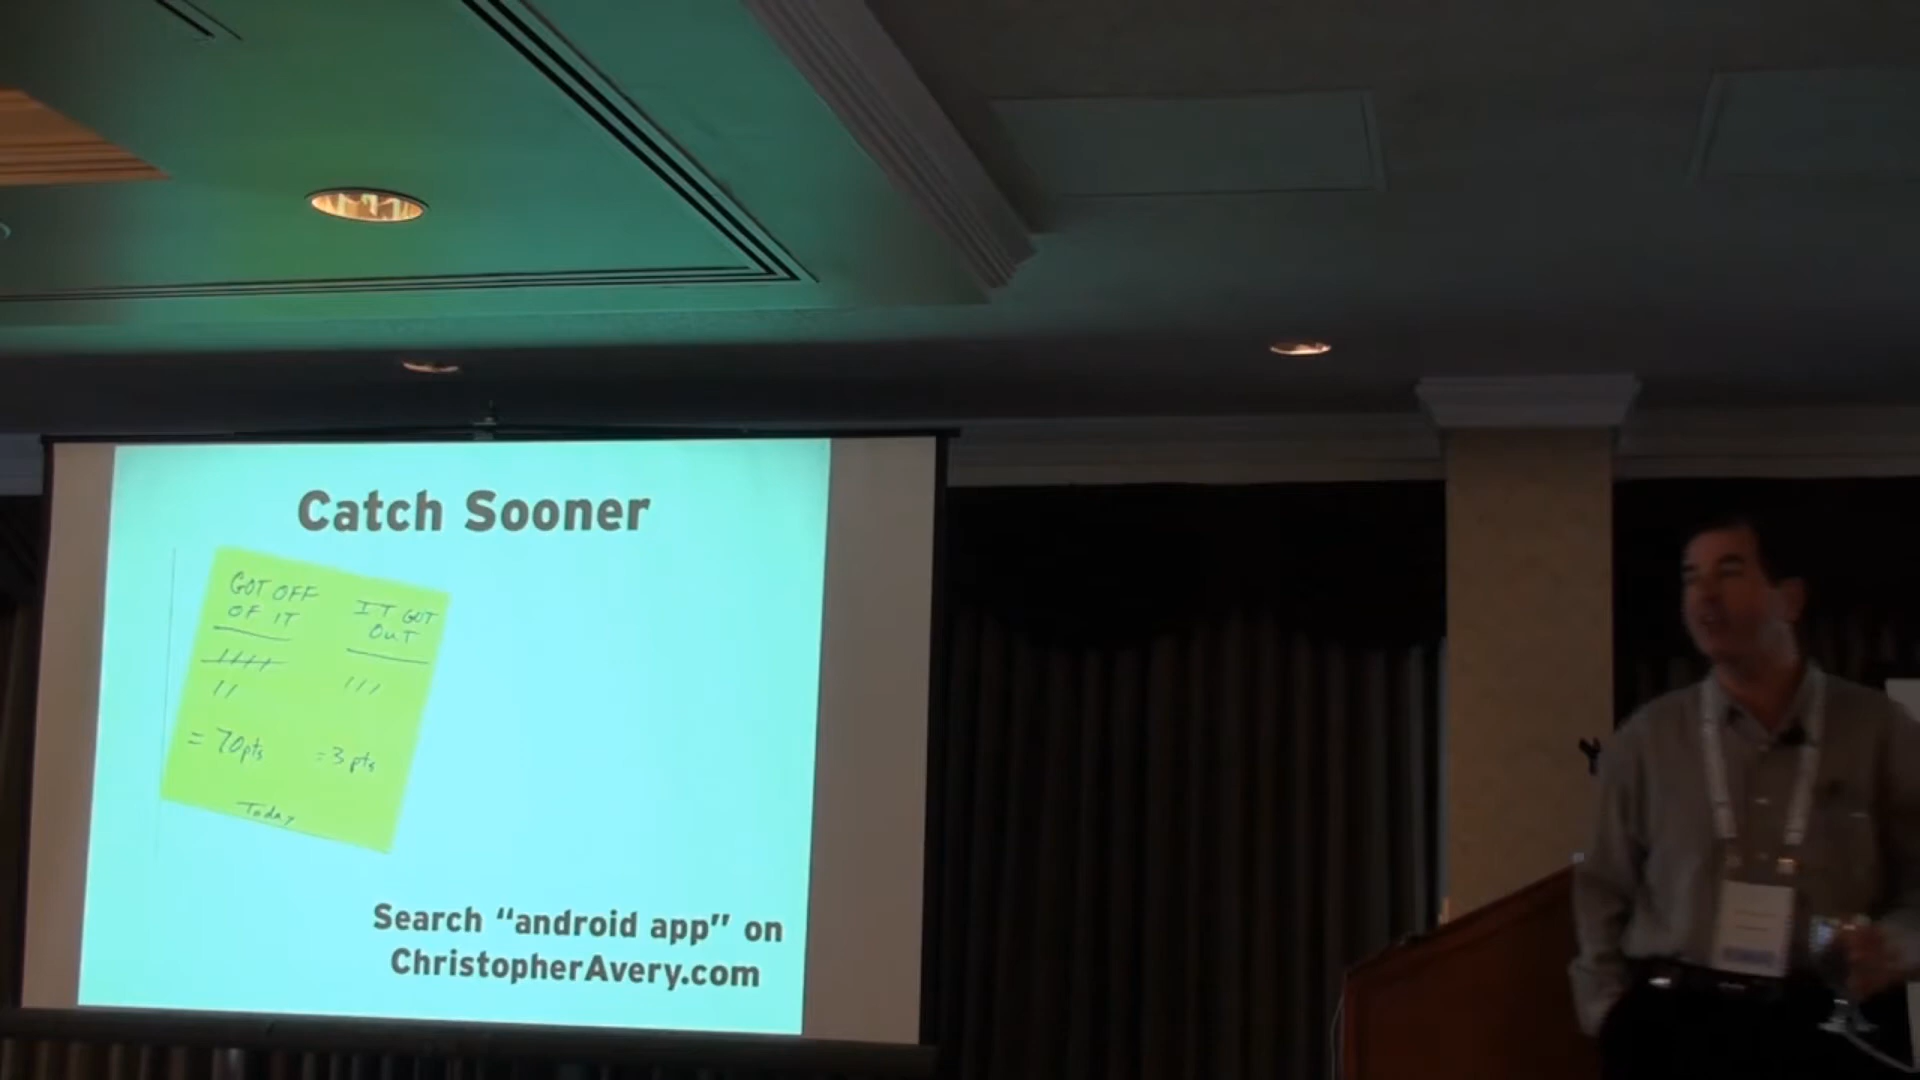 Catch Sooner
GOT OFF
OF IT
IT GOT
OUT
= 70pts
= 3 pts
Today
Search “android app” on
ChristopherAvery.com